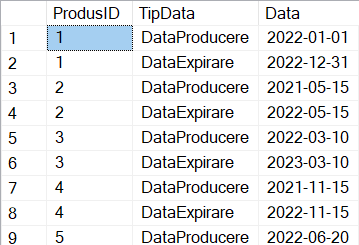 ProdusID TipData Data
1 1 DataProducere 2022-01-01
2 1 DataExpirare 2022-12-31
3 2 DataProducere 2021-05-15
4 2 DataExpirare 2022-05-15
5 3 DataProducere 2022-03-10
6 3 DataExpirare 2023-03-10
7 4 DataProducere 2021-11-15
8 4 DataExpirare 2022-11-15
9 5 DataProducere 2022-06-20